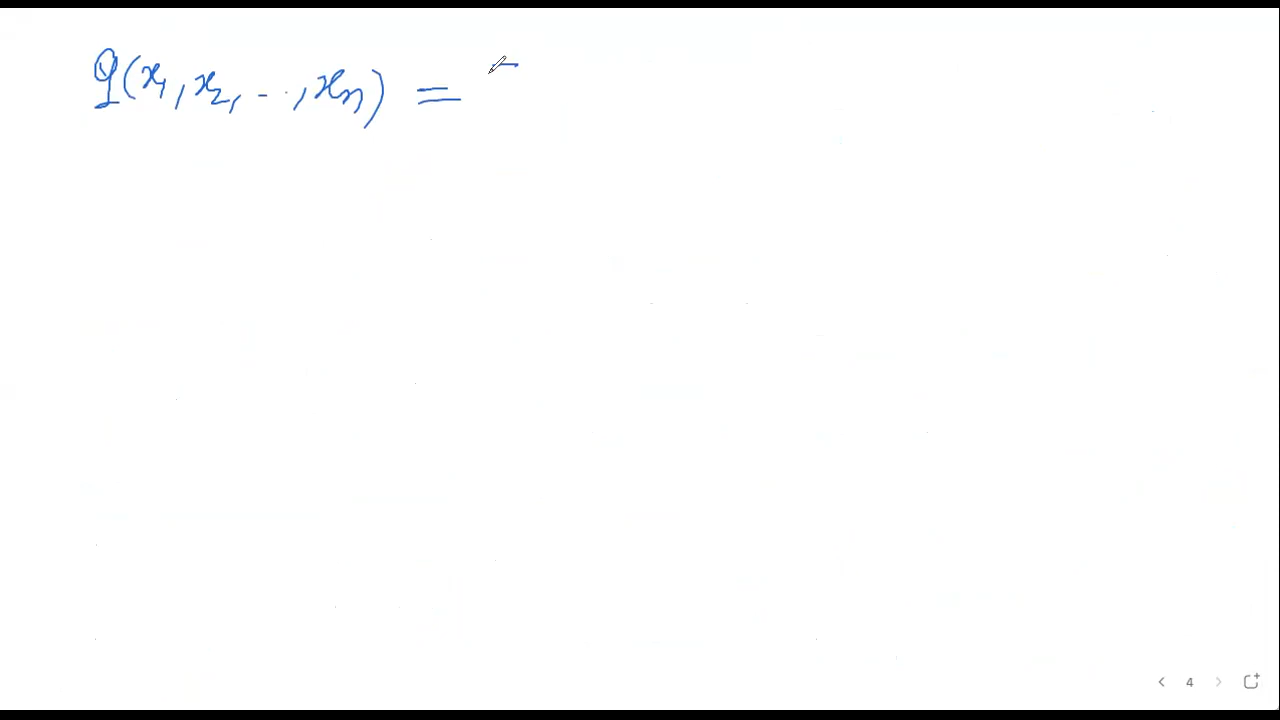 Q(x₁, x₂, -.., xₙ) =
< 4 >